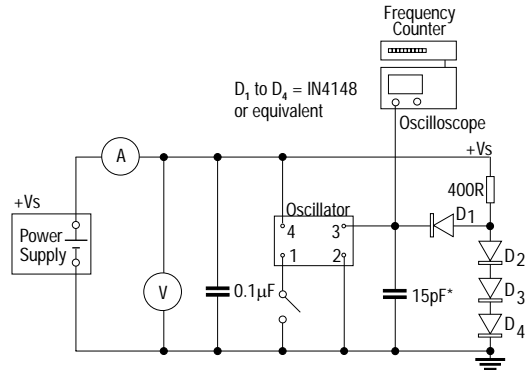 Frequency
Counter
D1 to D4 = IN4148
or equivalent
Oscilloscope
+Vs
A
400R
+Vs
Oscillator
D1
Power
Supply
4 3
1 2
D2
V
0.1µF
15pF*
D3
D4